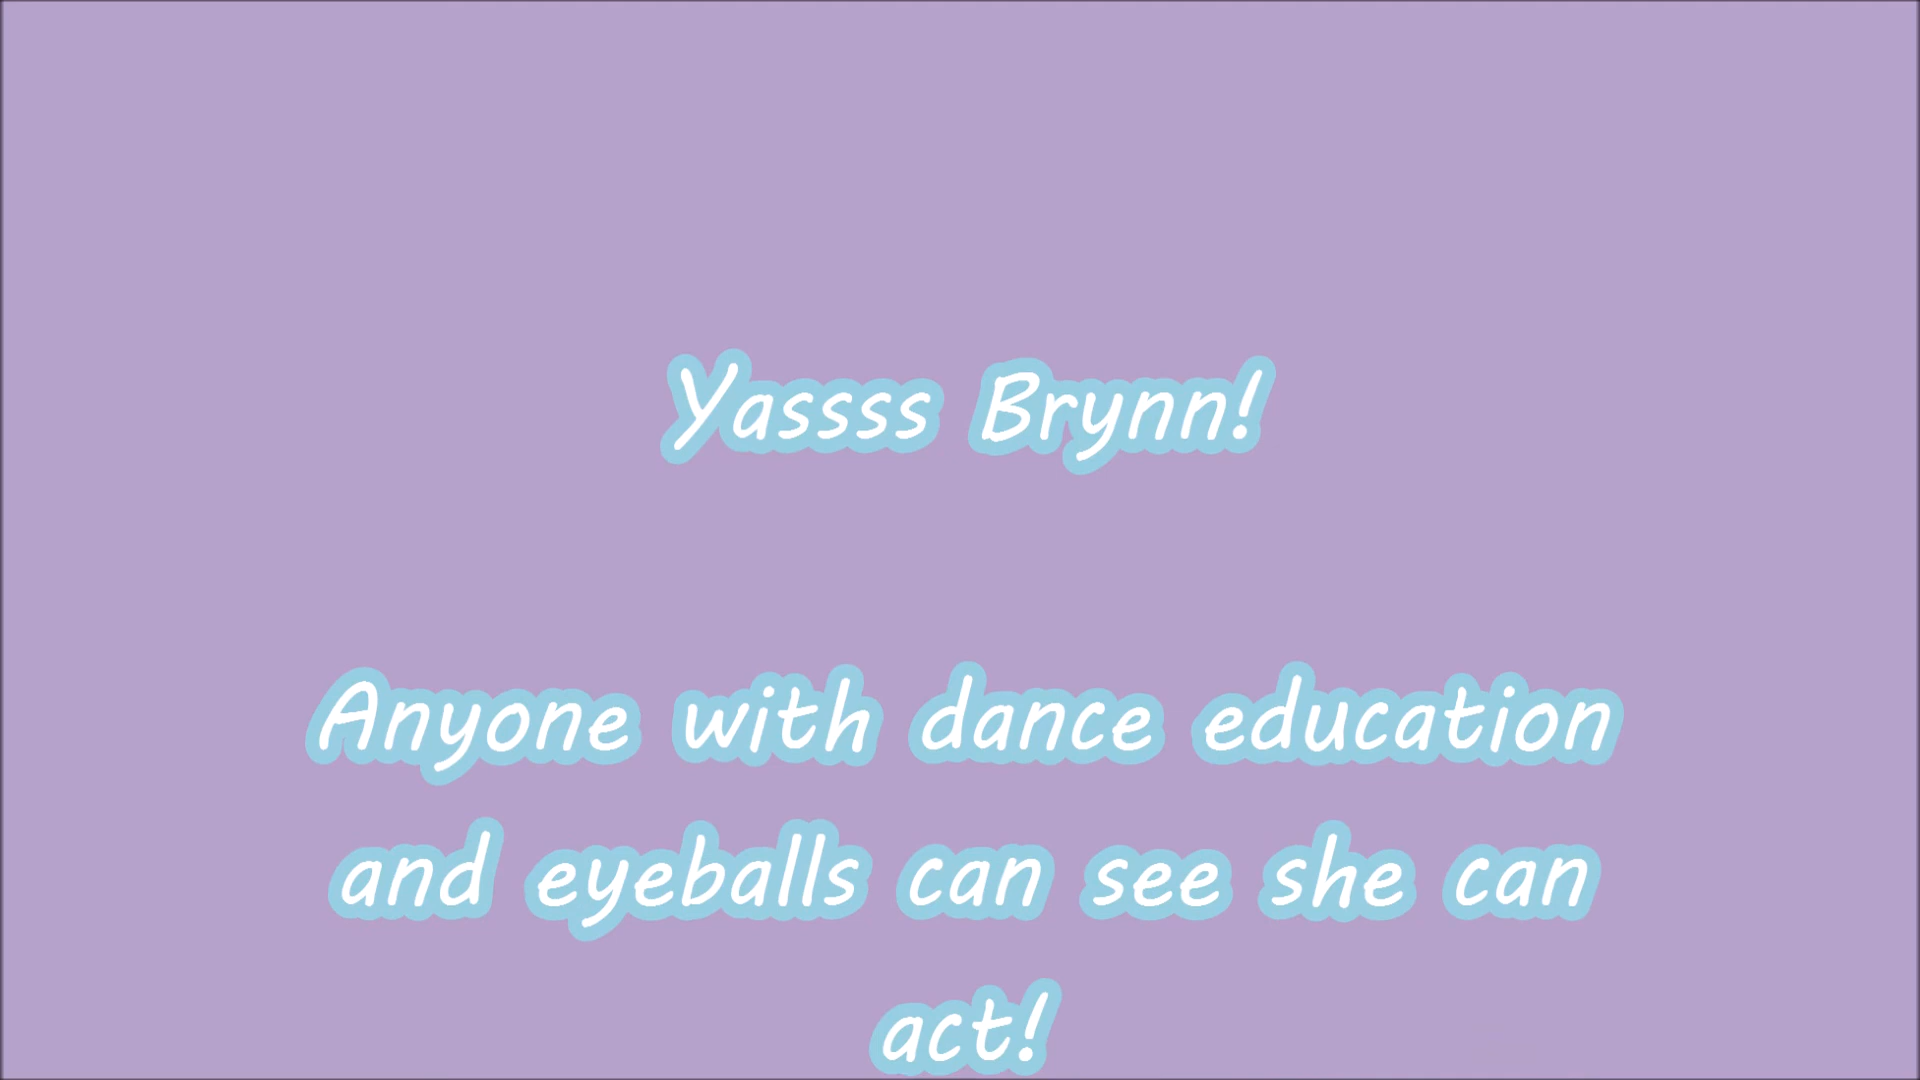 Yassss Brynn!
Anyone with dance education
and eyeballs can see she can
act!